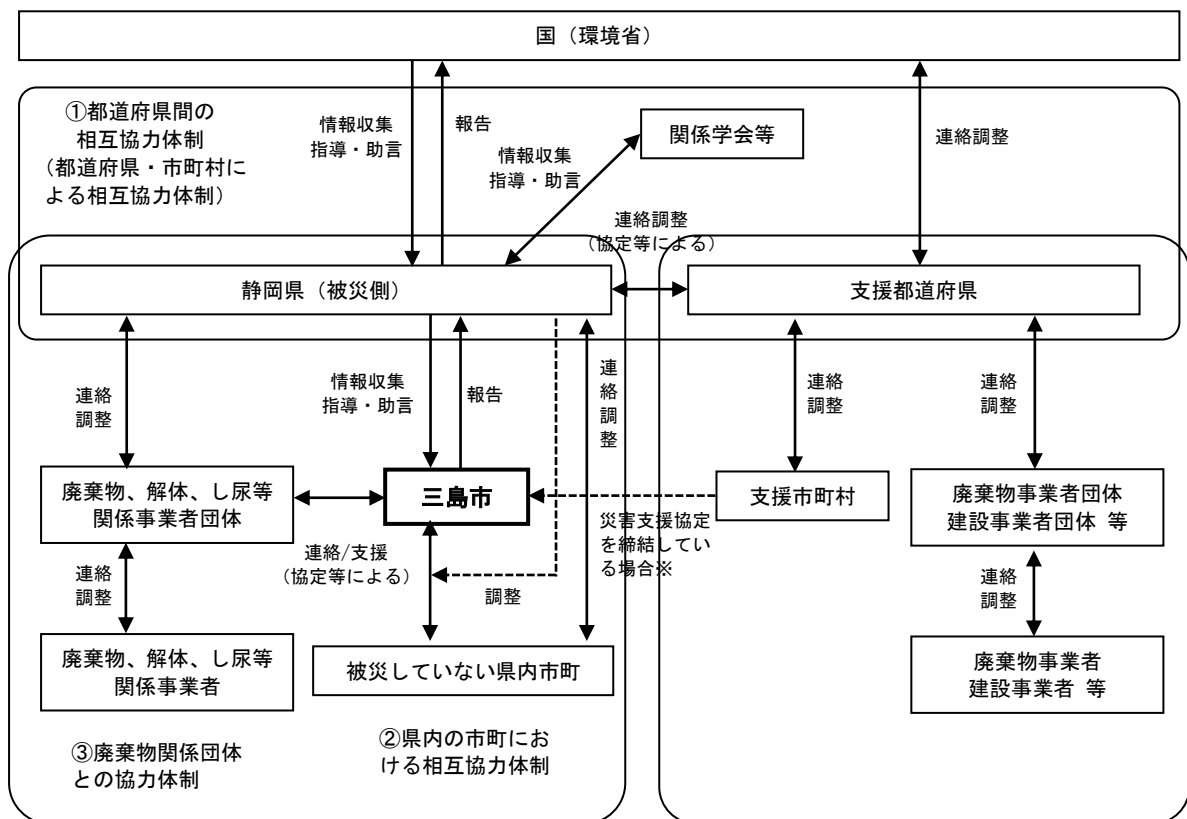 国（環境省）
①都道府県間の
相互協力体制
（都道府県・市町村に
よる相互協力体制）
情報収集
指導・助言
報告
関係学会等
情報収集
指導・助言
連絡調整
連絡調整
（協定等による）
静岡県（被災側）
支援都道府県
連絡
調整
情報収集
指導・助言
報告
連絡調整
連絡
調整
連絡
調整
廃棄物、解体、し尿等
関係事業者団体
三島市
支援市町村
廃棄物事業者団体
建設事業者団体 等
災害支援協定
を締結してい
る場合※
連絡/支援
（協定等による）
調整
連絡
調整
連絡
調整
廃棄物、解体、し尿等
関係事業者
被災していない県内市町
廃棄物事業者
建設事業者 等
③廃棄物関係団体
との協力体制
②県内の市町にお
ける相互協力体制